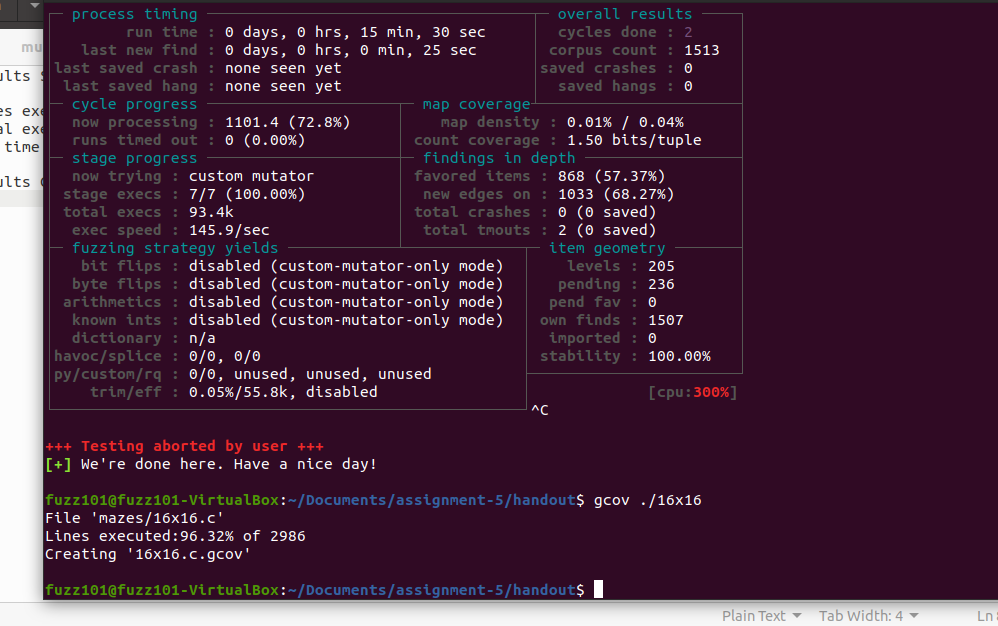 process timing overall results
run time : 0 days, 0 hrs, 15 min, 30 sec cycles done : 2
mu last new find : 0 days, 0 hrs, 0 min, 25 sec corpus count : 1513
ults last saved crash : none seen yet saved crashes : 0
last saved hang : none seen yet saved hangs : 0
es exe cycle progress map coverage
al exe now processing : 1101.4 (72.8%) map density : 0.01% / 0.04%
time runs timed out : 0 (0.00%) count coverage : 1.50 bits/tuple
stage progress findings in depth
ults now trying : custom mutator favored items : 868 (57.37%)
stage execs : 7/7 (100.00%) new edges on : 1033 (68.27%)
total execs : 93.4k total crashes : 0 (0 saved)
exec speed : 145.9/sec total tmouts : 2 (0 saved)
fuzzing strategy yields item geometry
bit flips : disabled (custom-mutator-only mode) levels : 205
byte flips : disabled (custom-mutator-only mode) pending : 236
arithmetics : disabled (custom-mutator-only mode) pend fav : 0
known ints : disabled (custom-mutator-only mode) own finds : 1507
dictionary : n/a imported : 0
havoc/splice : 0/0, 0/0 stability : 100.00%
py/custom/rq : 0/0, unused, unused, unused
trim/eff : 0.05%/55.8k, disabled [cpu:300%]
^C
+++ Testing aborted by user +++
[+] We're done here. Have a nice day!
fuzz101@fuzz101-VirtualBox:~/Documents/assignment-5/handout$ gcov ./16x16
File 'mazes/16x16.c'
Lines executed:96.32% of 2986
Creating '16x16.c.gcov'
fuzz101@fuzz101-VirtualBox:~/Documents/assignment-5/handout$
Plain Text Tab Width: 4 Ln